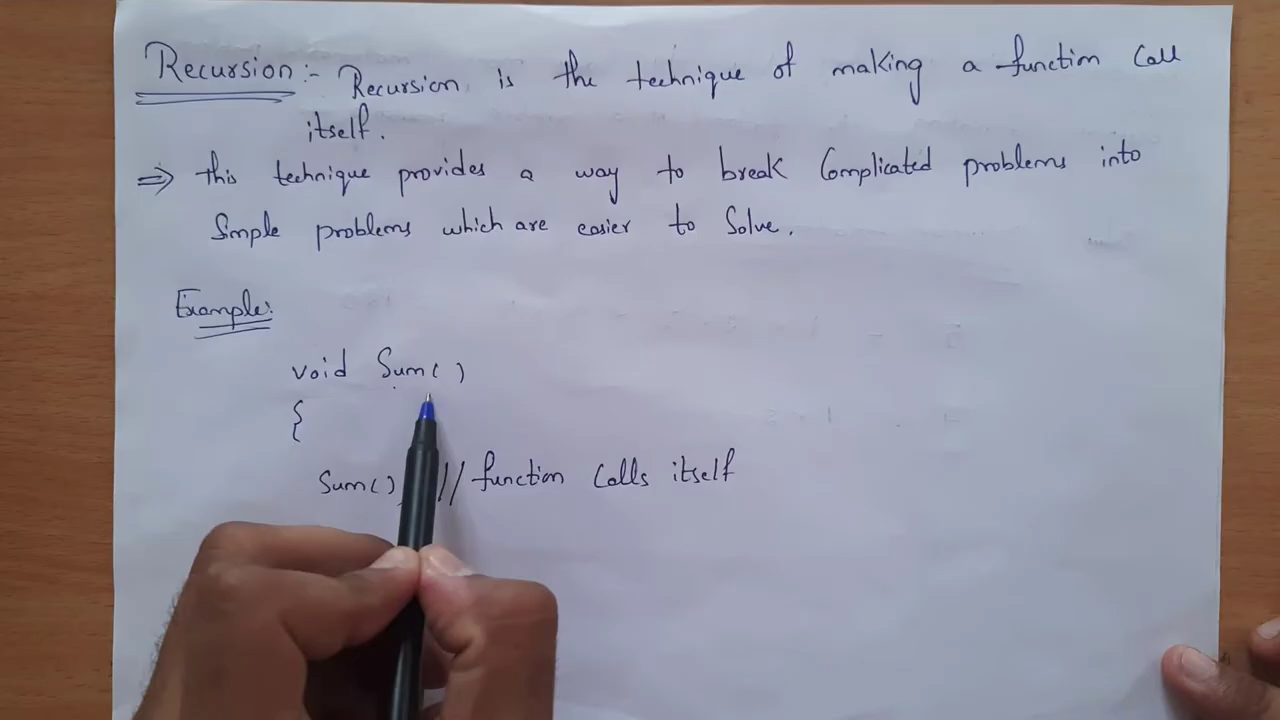 Recursion :- Recursion is the technique of making a function Call
itself.
⇒ this technique provides a way to break Complicated problems into
Simple problems which are easier to Solve.
Example:
void Sum( )
{
Sum() // function Calls itself